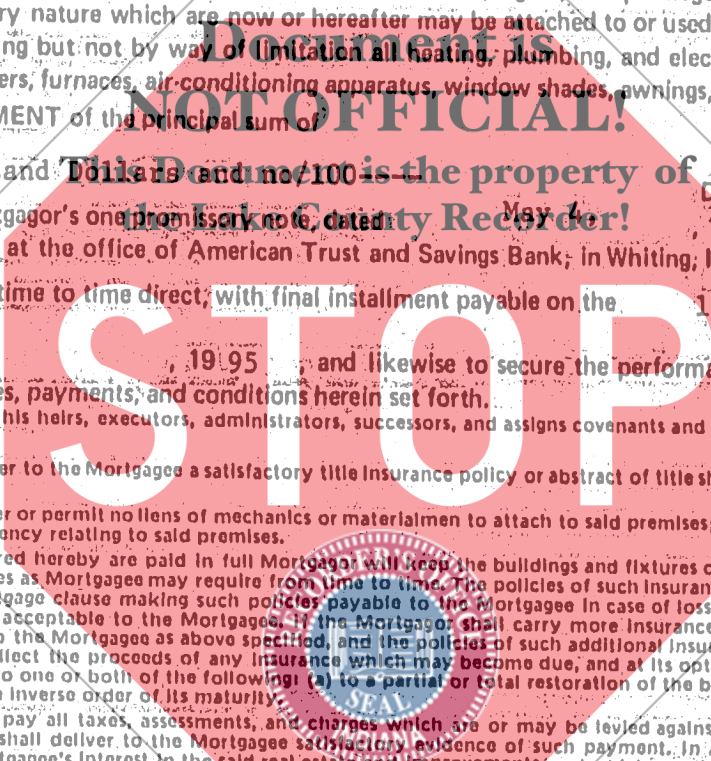 ry nature which are now or hereafter may be attached to or used
Document is
ng but not by way of limitation all heating, plumbing, and elec
ers, furnaces, air-conditioning apparatus, window shades, awnings,
NOT OFFICIAL!
MENT of the principal sum of
and Dollars and no/100-----
This Document is the property of
gagor's one promissory note, dated May 4,
the Lake County Recorder!
at the office of American Trust and Savings Bank, in Whiting, I
time to time direct, with final installment payable on the 1
STOP
, 19 95 , and likewise to secure the performa
es, payments, and conditions herein set forth.
his heirs, executors, administrators, successors, and assigns covenants and
er to the Mortgagee a satisfactory title insurance policy or abstract of title sh
er or permit no liens of mechanics or materialmen to attach to said premises;
ency relating to said premises.
red hereby are paid in full Mortgagor will keep the buildings and fixtures o
es as Mortgagee may require from time to time. The policies of such insuran
tgage clause making such policies payable to the Mortgagee in case of loss
acceptable to the Mortgagee. If the Mortgagor shall carry more insurance
o the Mortgagee as above specified, and the policies of such additional insu
llect the proceeds of any insurance which may become due, and at its opt
o one or both of the following: (a) to a partial or total restoration of the b
e inverse order of its maturity.
SEAL
INDIANA
pay all taxes, assessments, and charges which are or may be levied agains
shall deliver to the Mortgagee satisfactory evidence of such payment. In
tgagee's interest in the said real